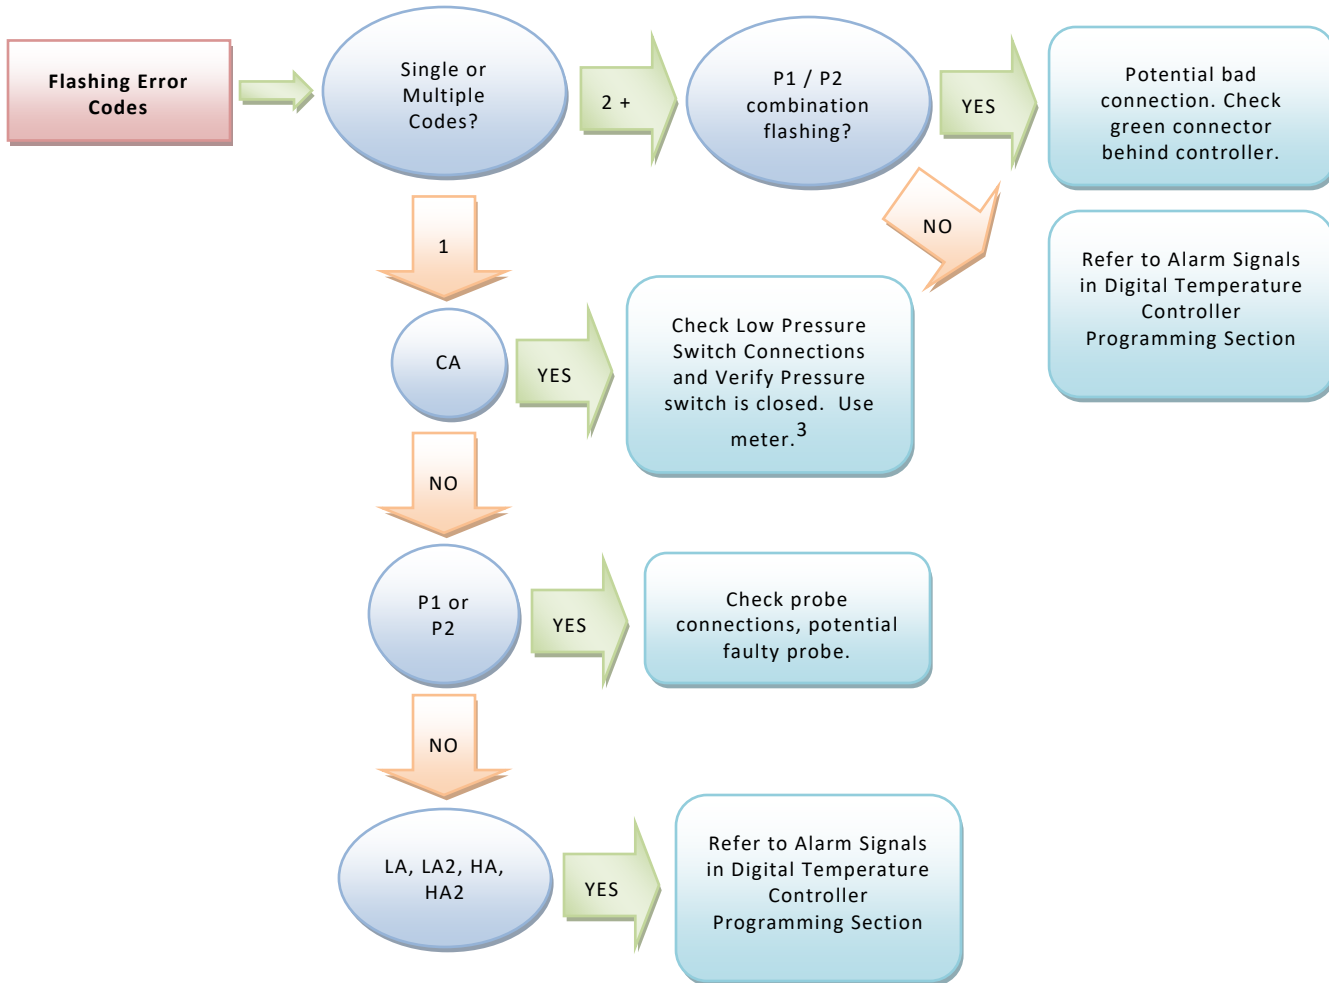 Flashing Error
Codes
Single or
Multiple
Codes?
2 +
P1 / P2
combination
flashing?
YES
Potential bad
connection. Check
green connector
behind controller.
NO
Refer to Alarm Signals
in Digital Temperature
Controller
Programming Section
1
CA
YES
Check Low Pressure
Switch Connections
and Verify Pressure
switch is closed.  Use
meter.3
NO
P1 or
P2
YES
Check probe
connections, potential
faulty probe.
NO
LA, LA2, HA,
HA2
YES
Refer to Alarm Signals
in Digital Temperature
Controller
Programming Section